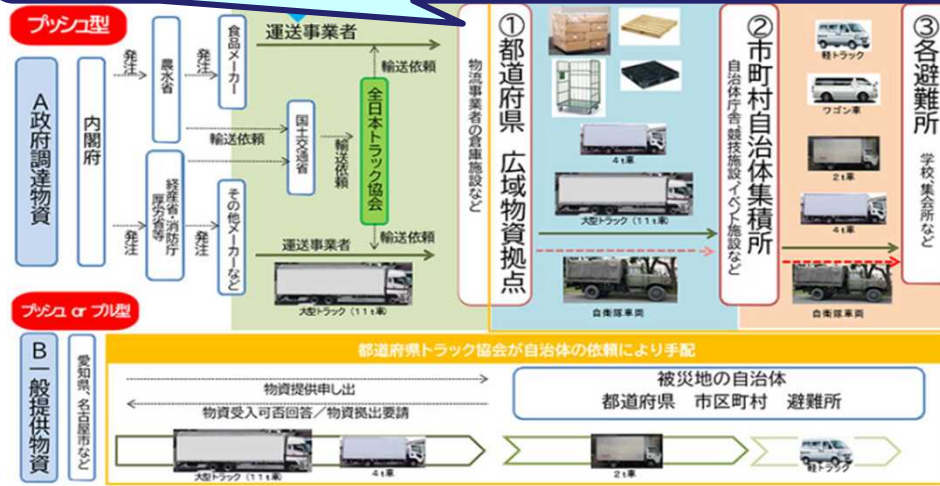 プッシュ型
A政府調達物資
内閣府
発注
発注
農水省
経産省・消防庁
厚労省等
発注
発注
食品メーカー
その他メーカーなど
輸送依頼
国土交通省
輸送依頼
運送事業者
輸送依頼
全日本トラック協会
輸送依頼
運送事業者
大型トラック(11t車)
①都道府県 広域物資拠点
物流事業者の倉庫施設など
4t車
大型トラック(11t車)
自衛隊車両
②市町村自治体集積所
自治体庁舎、競技施設、イベント施設など
軽トラック
ワゴン車
2t車
4t車
自衛隊車両
③各避難所
学校、集会所など
プッシュ or プル型
B一般提供物資
愛知県、名古屋市など
都道府県トラック協会が自治体の依頼により手配
物資提供申し出
物資受入可否回答/物資拠出要請
被災地の自治体
都道府県 市区町村 避難所
大型トラック(11t車)
4t車
2t車
軽トラック